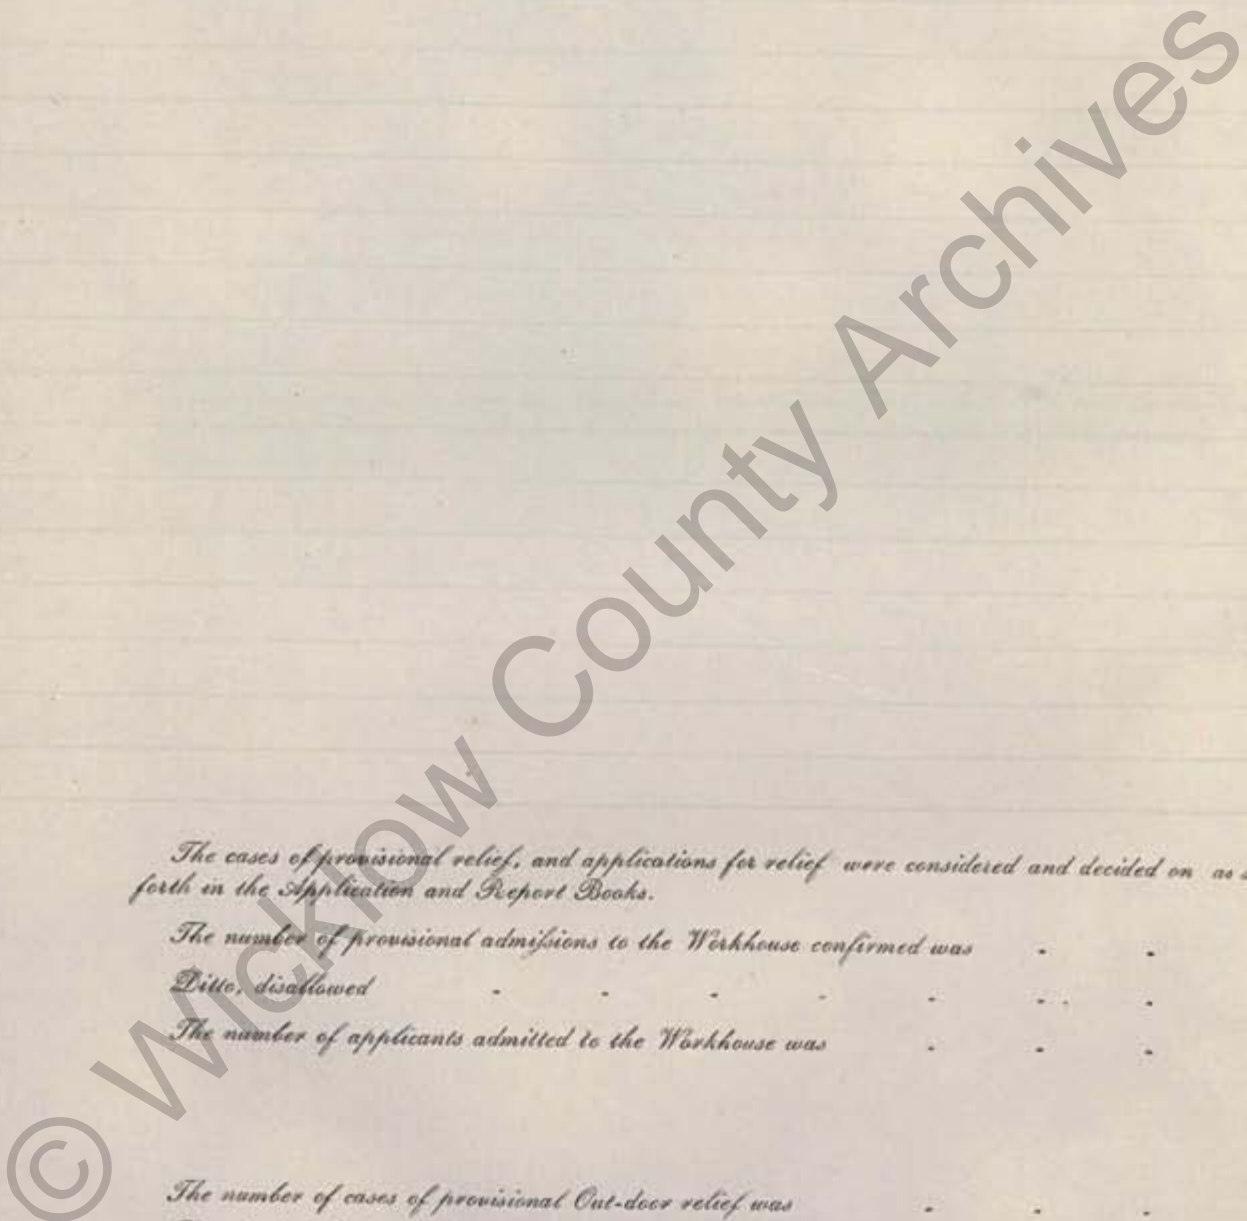 The cases of provisional relief, and applications for relief were considered and decided on as
forth in the Application and Report Books.
The number of provisional admiſsions to the Workhouse confirmed was - -
Ditto, disallowed - - - - - - -
The number of applicants admitted to the Workhouse was - - -
The number of cases of provisional Out-door relief was - - -
© Wicklow County Archives